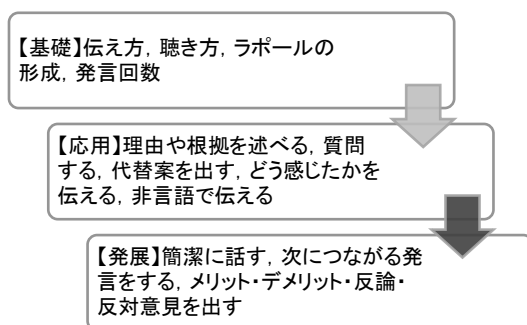 【基礎】伝え方，聴き方，ラポールの
形成，発言回数
【応用】理由や根拠を述べる，質問
する，代替案を出す，どう感じたかを
伝える，非言語で伝える
【発展】簡潔に話す，次につながる発
言をする，メリット・デメリット・反論・
反対意見を出す